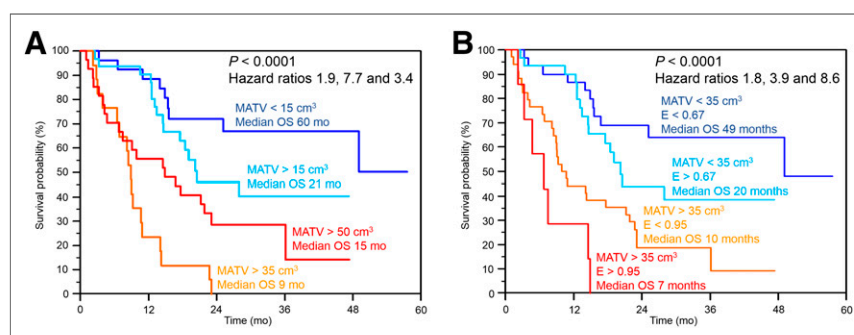 A
P < 0.0001
Hazard ratios 1.9, 7.7 and 3.4
MATV < 15 cm³
Median OS 60 mo
MATV > 15 cm³
Median OS 21 mo
MATV > 50 cm³
Median OS 15 mo
MATV > 35 cm³
Median OS 9 mo
Survival probability (%)
100
90
80
70
60
50
40
30
20
10
0
0 12 24 36 48 60
Time (mo)
B
P < 0.0001
Hazard ratios 1.8, 3.9 and 8.6
MATV < 35 cm³
E < 0.67
Median OS 49 months
MATV < 35 cm³
E > 0.67
Median OS 20 months
MATV > 35 cm³
E < 0.95
Median OS 10 months
MATV > 35 cm³
E > 0.95
Median OS 7 months
Survival probability (%)
100
90
80
70
60
50
40
30
20
10
0
0 12 24 36 48 60
Time (mo)